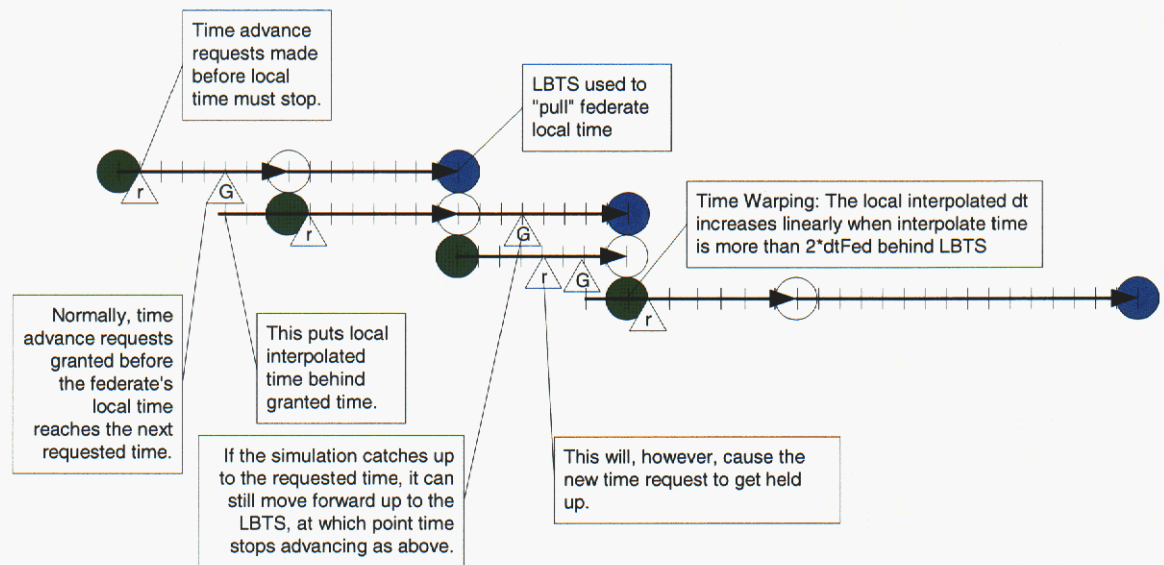 Time advance
requests made
before local
time must stop.
LBTS used to
"pull" federate
local time
r
G
Time Warping: The local interpolated dt
increases linearly when interpolate time
is more than 2*dtFed behind LBTS
r
G
r
G
r
Normally, time
advance requests
granted before
the federate's
local time
reaches the next
requested time.
This puts local
interpolated
time behind
granted time.
If the simulation catches up
to the requested time, it can
still move forward up to the
LBTS, at which point time
stops advancing as above.
This will, however, cause the
new time request to get held
up.